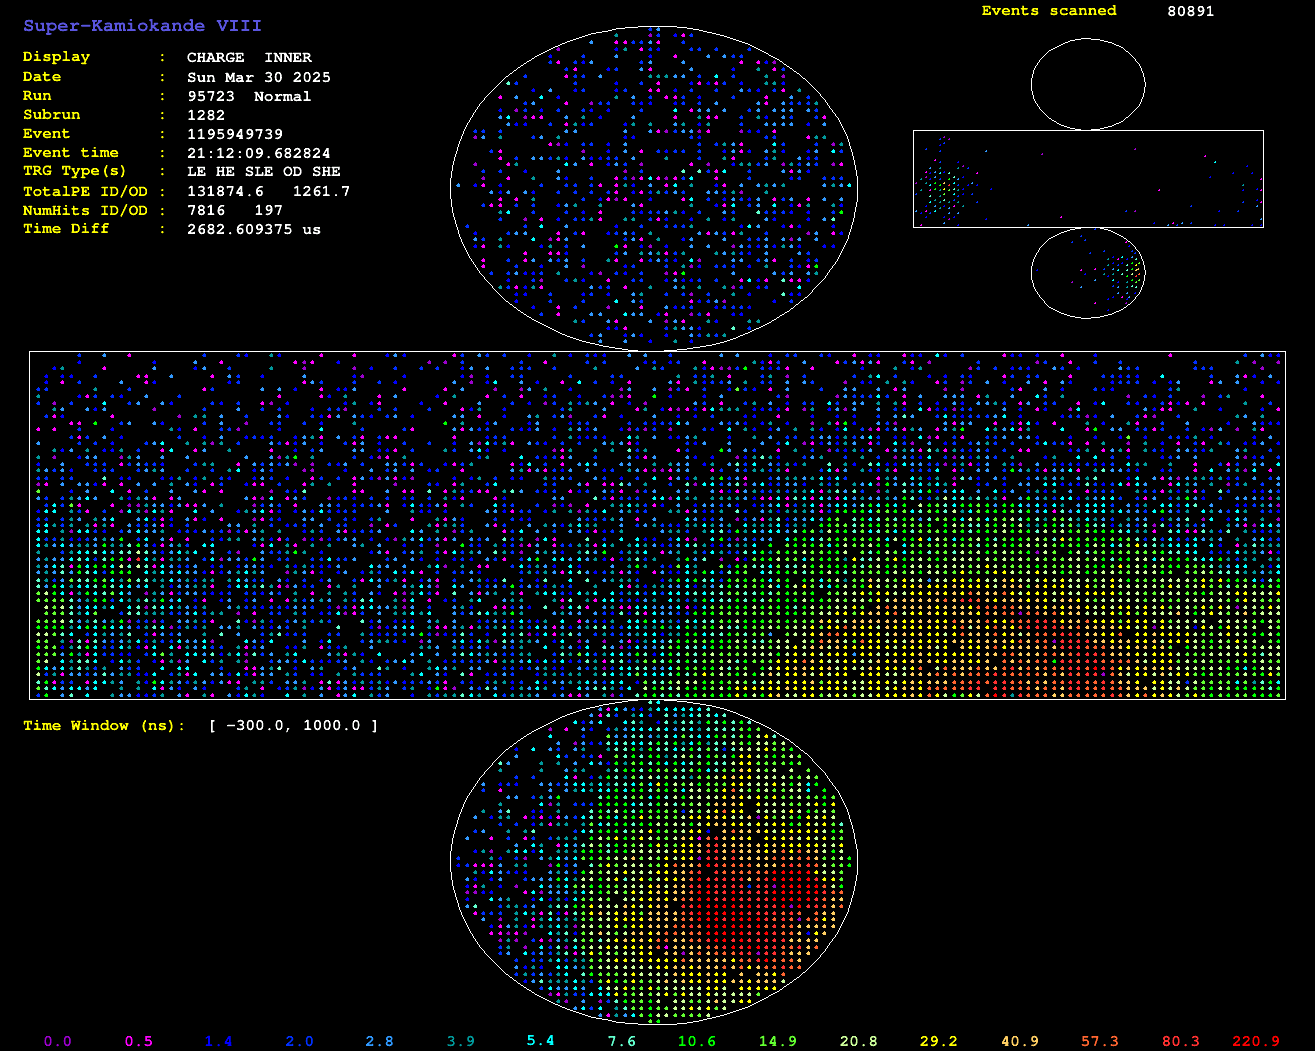 Super-Kamiokande VIII
Events scanned 80891
Display : CHARGE INNER
Date : Sun Mar 30 2025
Run : 95723 Normal
Subrun : 1282
Event : 1195949739
Event time : 21:12:09.682824
TRG Type(s) : LE HE SLE OD SHE
TotalPE ID/OD : 131874.6 1261.7
NumHits ID/OD : 7816 197
Time Diff : 2682.609375 us
Time Window (ns): [ -300.0, 1000.0 ]
0.0 0.5 1.4 2.0 2.8 3.9 5.4 7.6 10.6 14.9 20.8 29.2 40.9 57.3 80.3 220.9